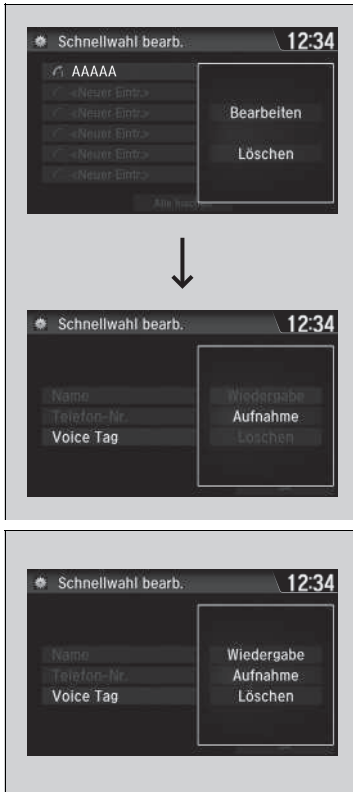 Schnellwahl bearb. 12:34
AAAAA
<Neuer Eintr.>
<Neuer Eintr.>
<Neuer Eintr.>
<Neuer Eintr.>
<Neuer Eintr.>
Bearbeiten
Löschen
Schnellwahl bearb. 12:34
Name
Telefon-Nr.
Voice Tag
Wiedergabe
Aufnahme
Löschen
Schnellwahl bearb. 12:34
Name
Telefon-Nr.
Voice Tag
Wiedergabe
Aufnahme
Löschen